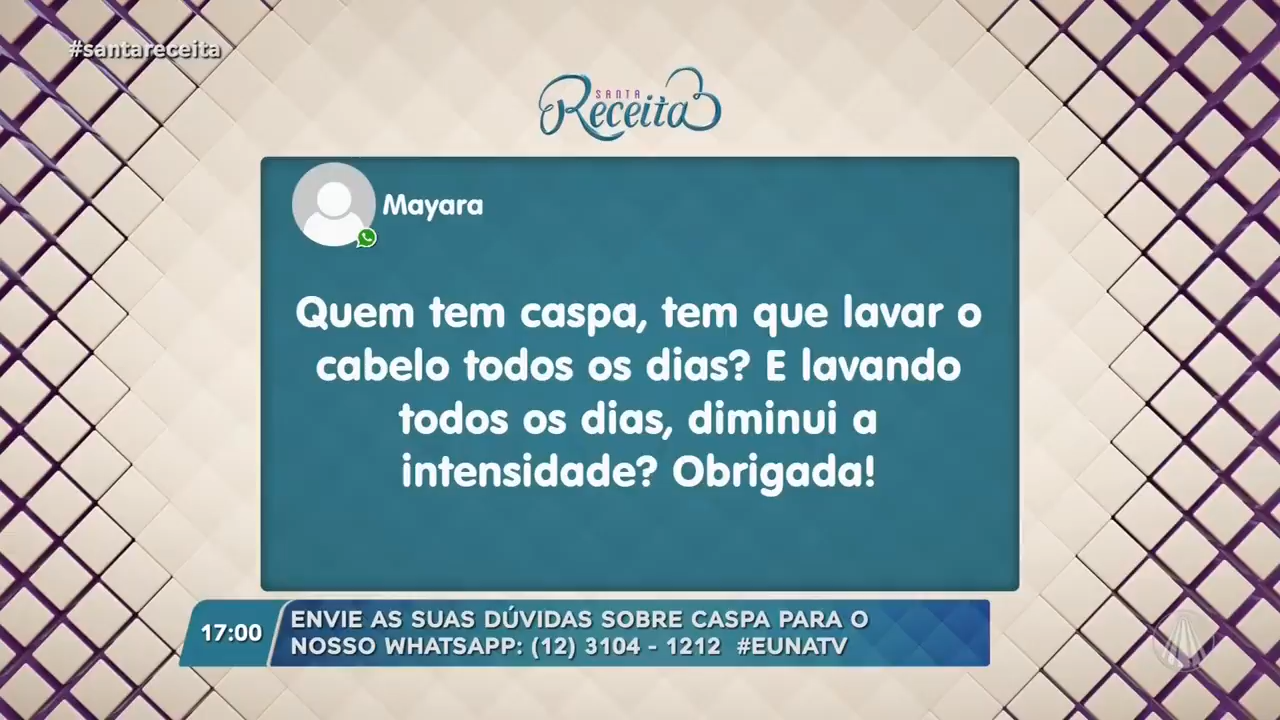 #santareceita
SANTA
Receita
Mayara
Quem tem caspa, tem que lavar o
cabelo todos os dias? E lavando
todos os dias, diminui a
intensidade? Obrigada!
17:00
ENVIE AS SUAS DÚVIDAS SOBRE CASPA PARA O
NOSSO WHATSAPP: (12) 3104 - 1212 #EUNATV